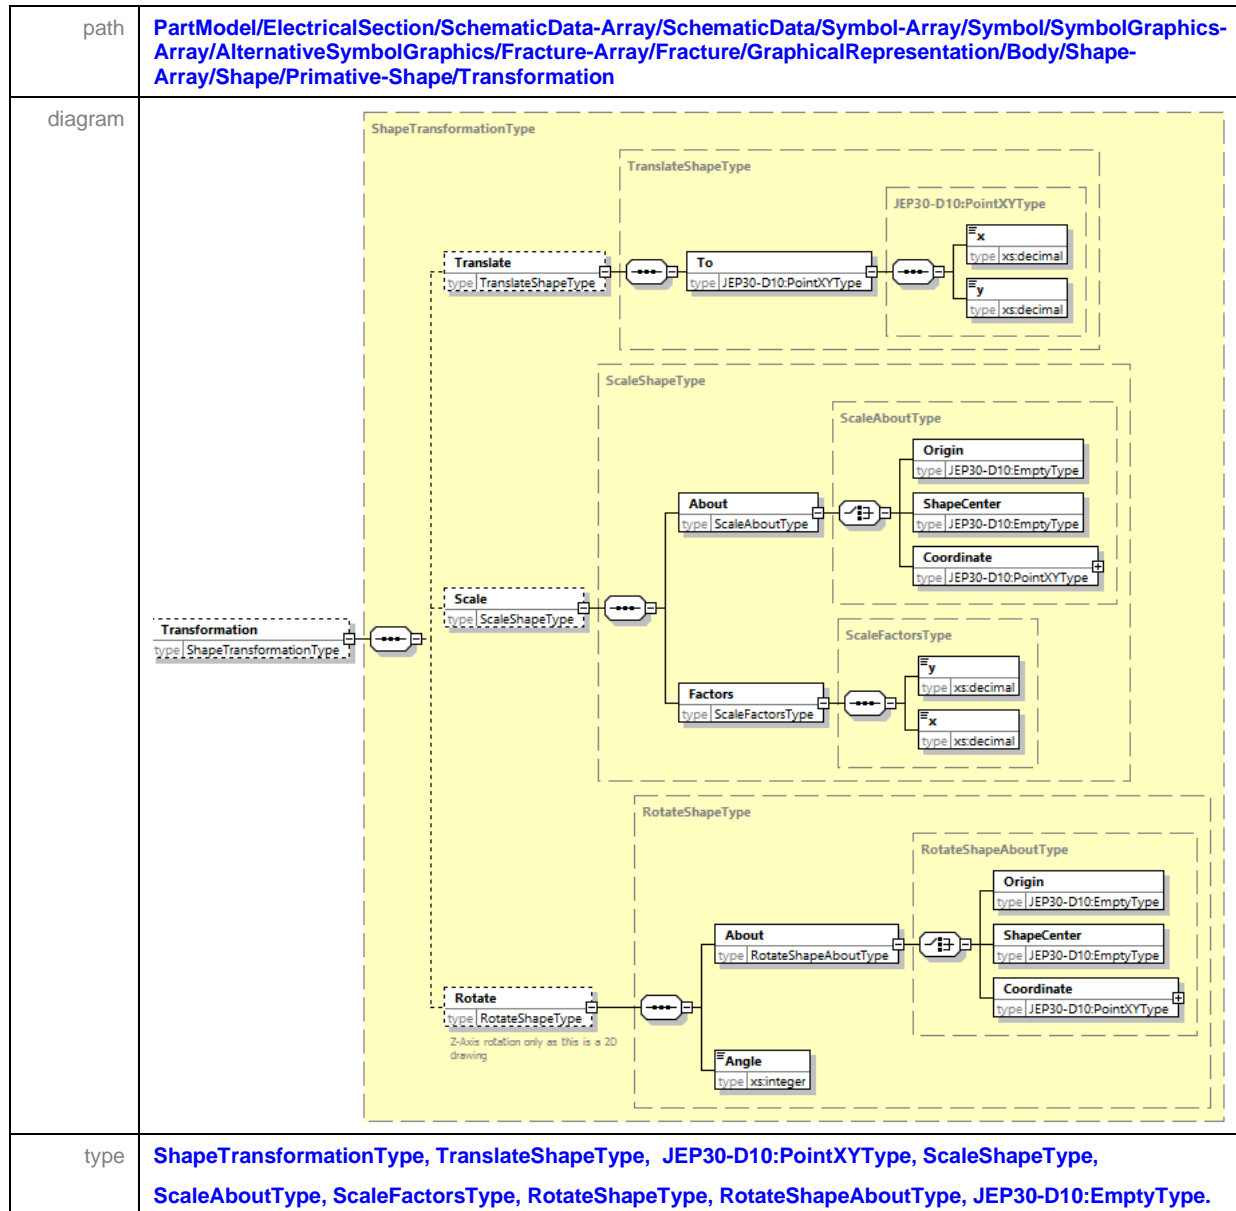 path
PartModel/ElectricalSection/SchematicData-Array/SchematicData/Symbol-Array/Symbol/SymbolGraphics-
Array/AlternativeSymbolGraphics/Fracture-Array/Fracture/GraphicalRepresentation/Body/Shape-
Array/Shape/Primative-Shape/Transformation
diagram
ShapeTransformationType
TranslateShapeType
JEP30-D10:PointXYType
x
type xs:decimal
Translate
type TranslateShapeType
To
type JEP30-D10:PointXYType
y
type xs:decimal
ScaleShapeType
ScaleAboutType
Origin
type JEP30-D10:EmptyType
About
type ScaleAboutType
ShapeCenter
type JEP30-D10:EmptyType
Coordinate
type JEP30-D10:PointXYType
Scale
type ScaleShapeType
Transformation
type ShapeTransformationType
ScaleFactorsType
y
type xs:decimal
Factors
type ScaleFactorsType
x
type xs:decimal
RotateShapeType
RotateShapeAboutType
Origin
type JEP30-D10:EmptyType
About
type RotateShapeAboutType
ShapeCenter
type JEP30-D10:EmptyType
Coordinate
type JEP30-D10:PointXYType
Rotate
type RotateShapeType
Z-Axis rotation only as this is a 2D
drawing
Angle
type xs:integer
type
ShapeTransformationType, TranslateShapeType, JEP30-D10:PointXYType, ScaleShapeType,
ScaleAboutType, ScaleFactorsType, RotateShapeType, RotateShapeAboutType, JEP30-D10:EmptyType.